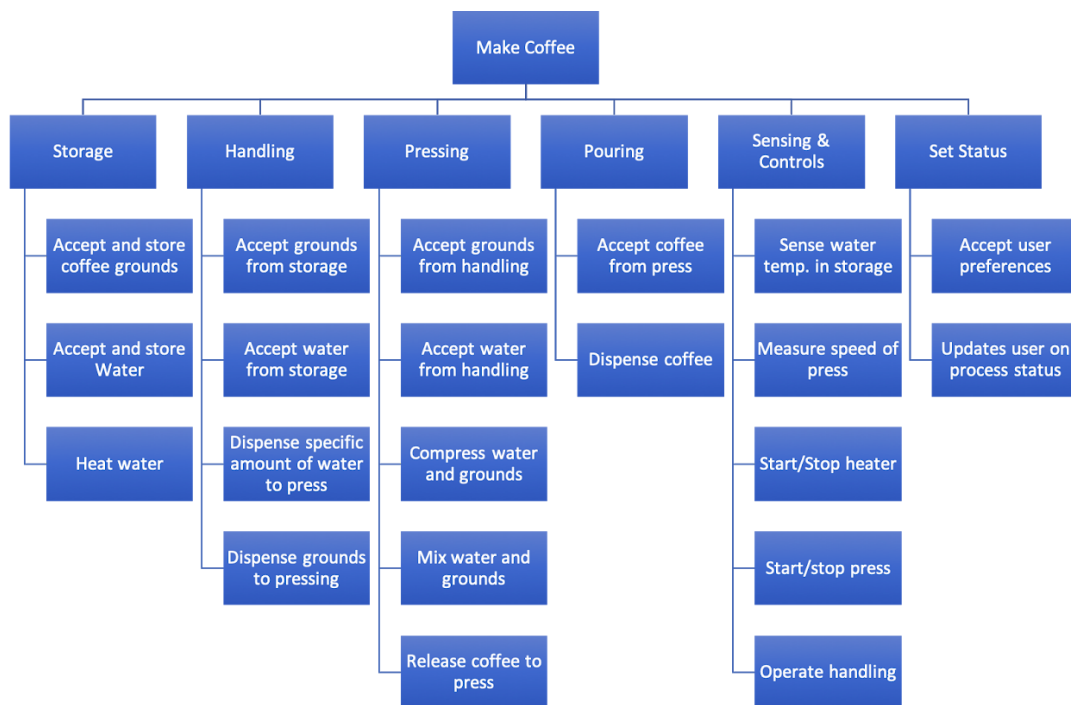 Make Coffee
Storage
Handling
Pressing
Pouring
Sensing &
Controls
Set Status
Accept and store
coffee grounds
Accept and store
Water
Heat water
Accept grounds
from storage
Accept water
from storage
Dispense specific
amount of water
to press
Dispense grounds
to pressing
Accept grounds
from handling
Accept water
from handling
Compress water
and grounds
Mix water and
grounds
Release coffee to
press
Accept coffee
from press
Dispense coffee
Sense water
temp. in storage
Measure speed of
press
Start/Stop heater
Start/stop press
Operate handling
Accept user
preferences
Updates user on
process status